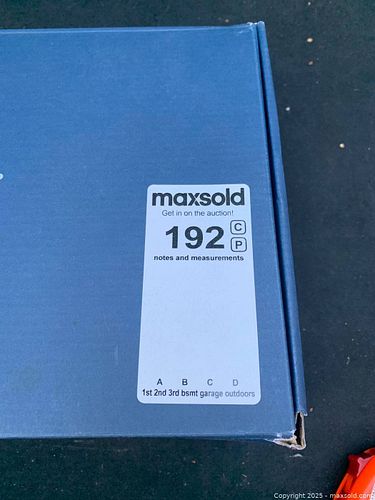 maxsold
Get in on the auction!
192 C
P
notes and measurements
A B C D
1st 2nd 3rd bsmt garage outdoors
Copyright 2025 - maxsold.com